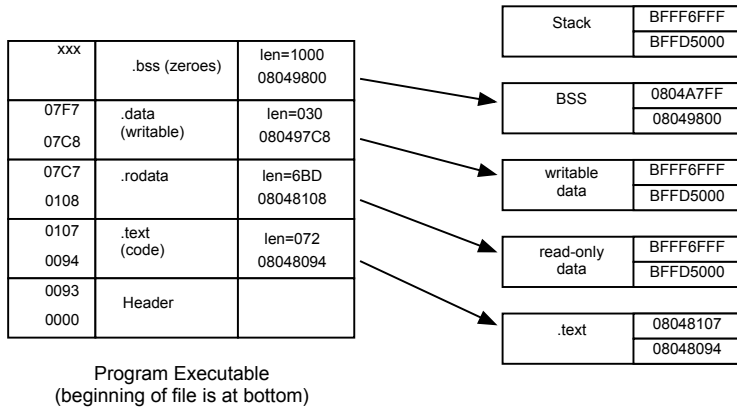 xxx
.bss (zeroes)
len=1000
08049800
07F7
07C8
.data
(writable)
len=030
080497C8
07C7
0108
.rodata
len=6BD
08048108
0107
0094
.text
(code)
len=072
08048094
0093
0000
Header
Program Executable
(beginning of file is at bottom)
Stack
BFFF6FFF
BFFD5000
BSS
0804A7FF
08049800
writable
data
BFFF6FFF
BFFD5000
read-only
data
BFFF6FFF
BFFD5000
.text
08048107
08048094